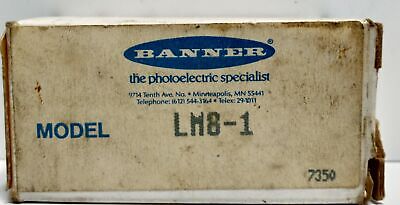 BANNER
the photoelectric specialist
9714 Tenth Ave. No. • Minneapolis, MN 55441
Telephone: (612) 544-3164 • Telex: 29-1011
MODEL LM8-1
7350